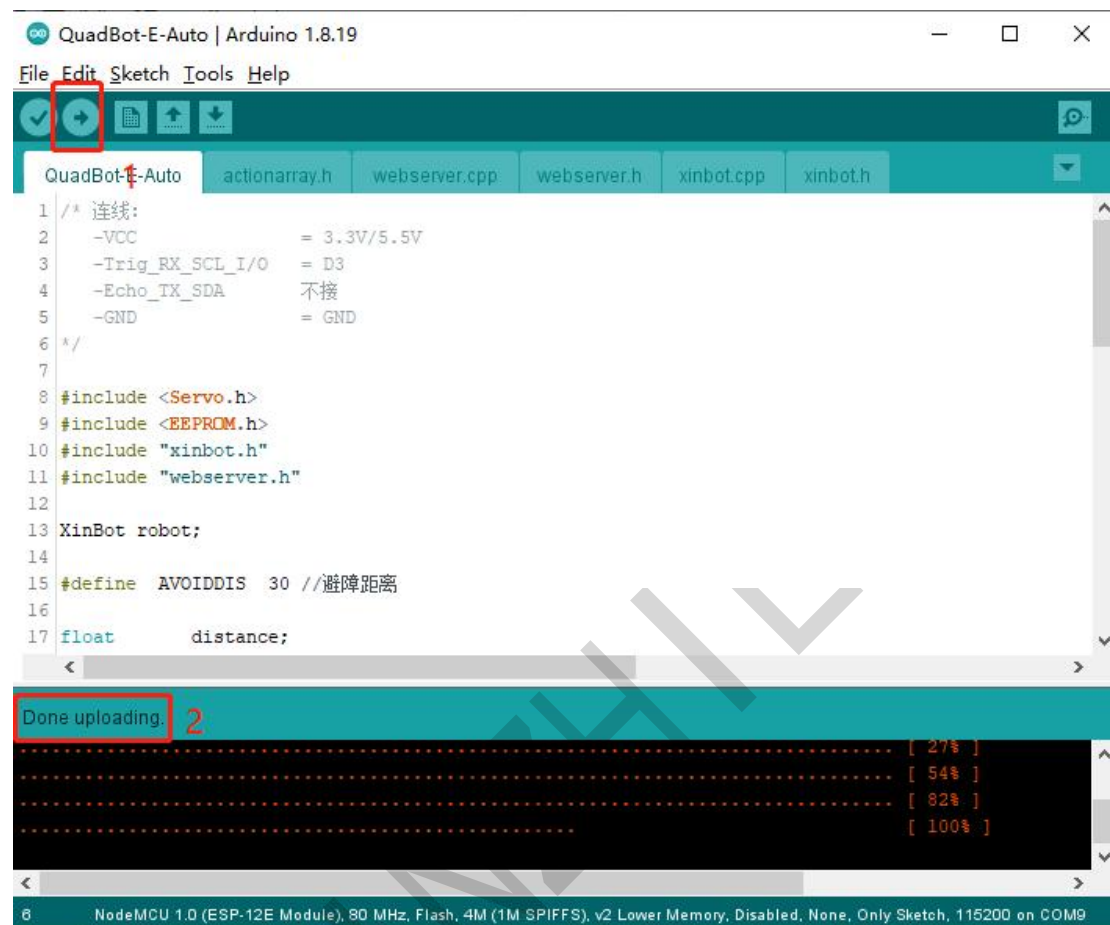 QuadBot-E-Auto | Arduino 1.8.19
File Edit Sketch Tools Help
1
QuadBot-E-Auto actionarray.h webserver.cpp webserver.h xinbot.cpp xinbot.h
1 /* 连线:
2 -VCC = 3.3V/5.5V
3 -Trig_RX_SCL_I/O = D3
4 -Echo_TX_SDA 不接
5 -GND = GND
6 */
7
8 #include <Servo.h>
9 #include <EEPROM.h>
10 #include "xinbot.h"
11 #include "webserver.h"
12
13 XinBot robot;
14
15 #define AVOIDDIS 30 //避障距离
16
17 float distance;
Done uploading. 2
................................................................................ [ 27% ]
................................................................................ [ 54% ]
................................................................................ [ 82% ]
................................................... [ 100% ]
6 NodeMCU 1.0 (ESP-12E Module), 80 MHz, Flash, 4M (1M SPIFFS), v2 Lower Memory, Disabled, None, Only Sketch, 115200 on COM9